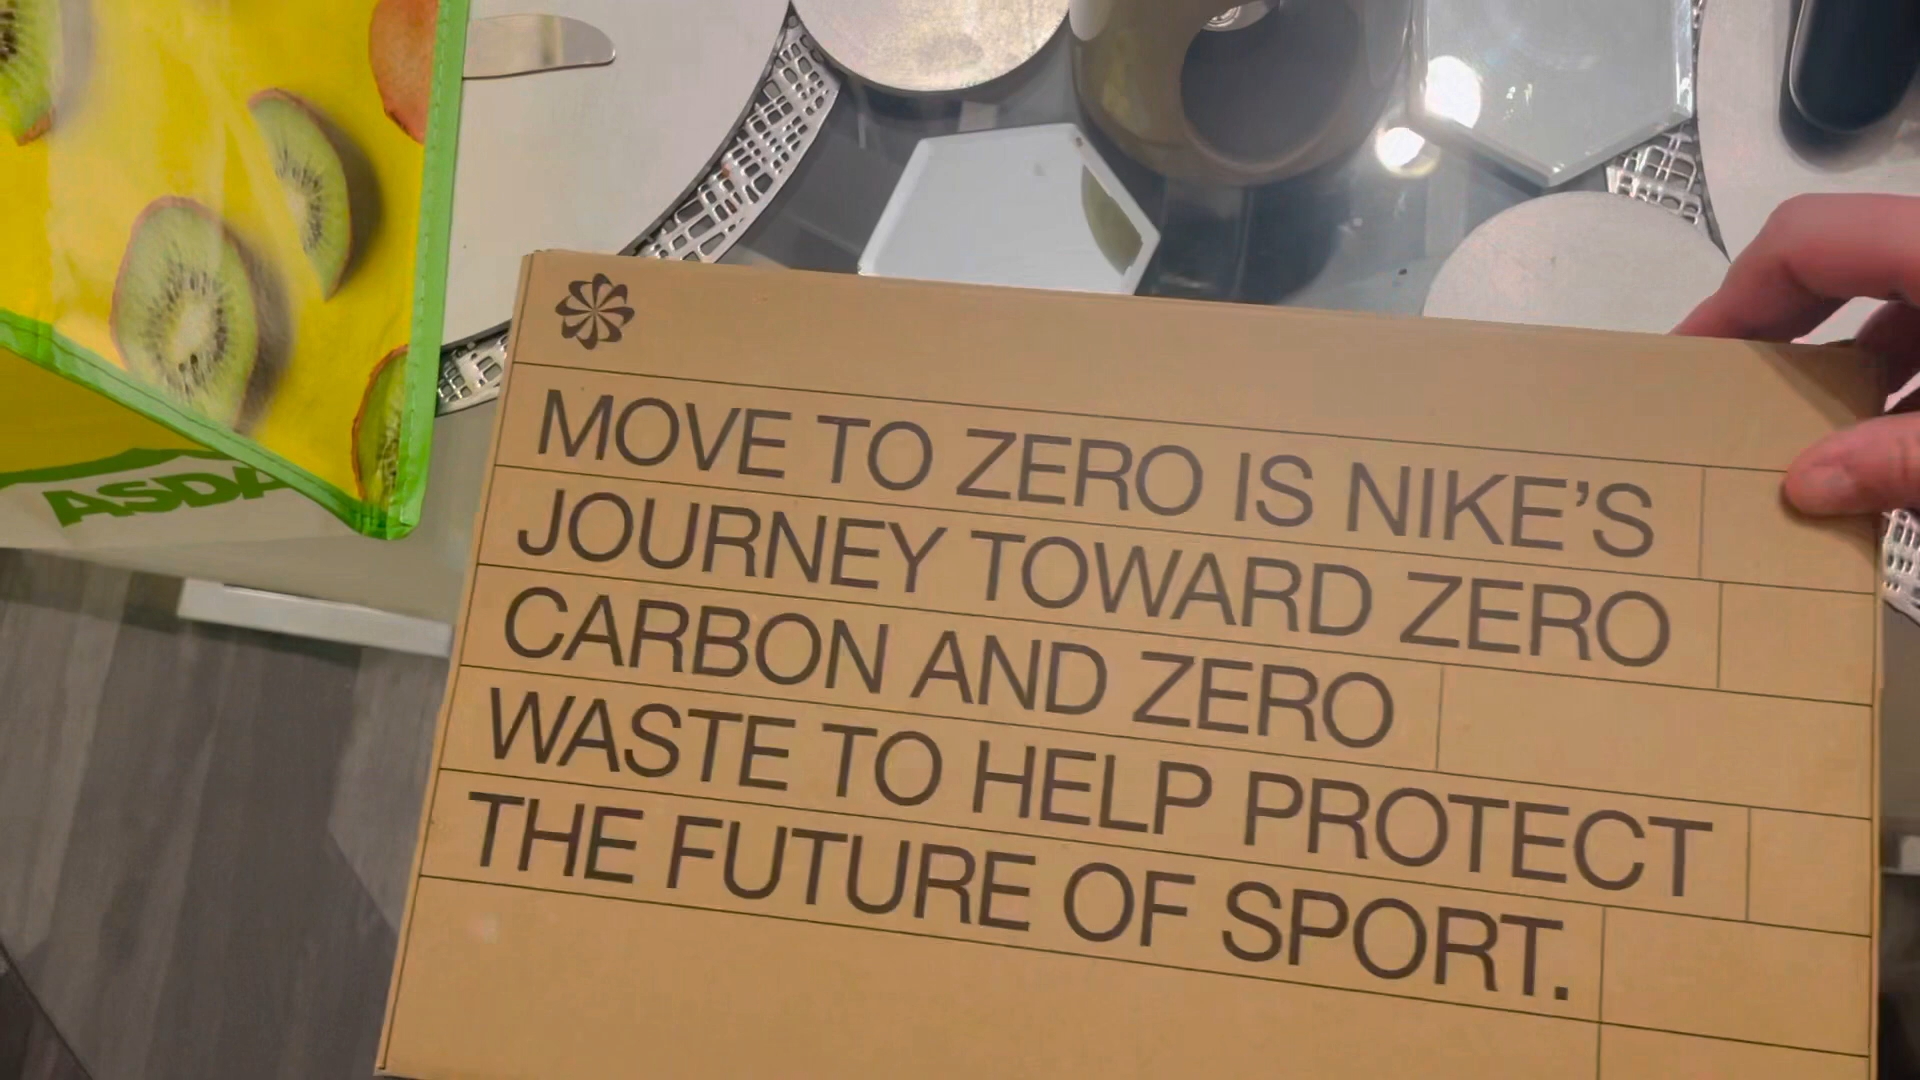 MOVE TO ZERO IS NIKE'S
JOURNEY TOWARD ZERO
CARBON AND ZERO
WASTE TO HELP PROTECT
THE FUTURE OF SPORT.
ASDA